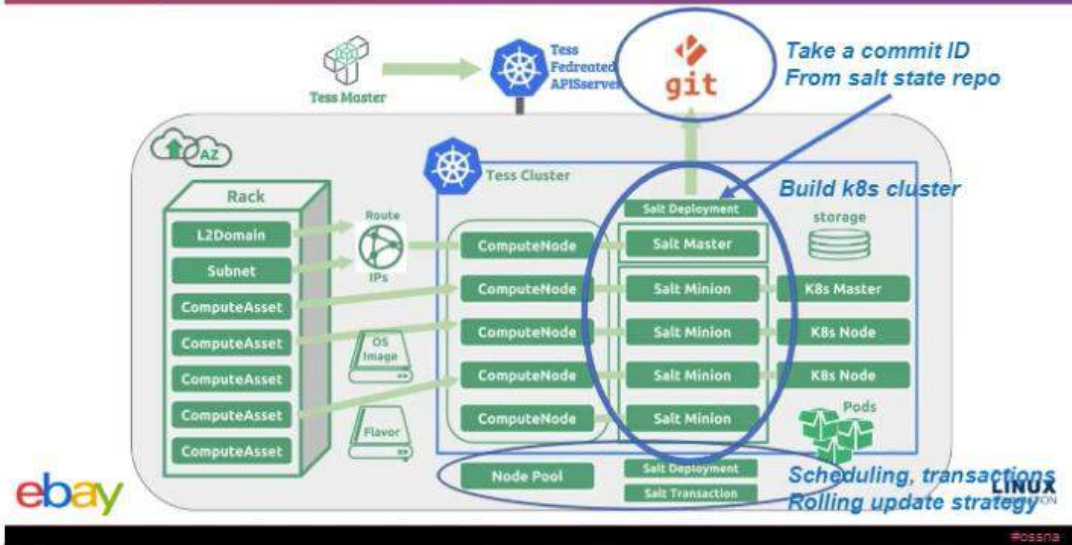 Tess Master
Tess
Fedreated
APISserver
git
Take a commit ID
From salt state repo
AZ
Tess Cluster
Build k8s cluster
Rack
L2Domain
Subnet
ComputeAsset
ComputeAsset
ComputeAsset
ComputeAsset
ComputeAsset
Route
IPs
OS
Image
Flavor
ComputeNode
ComputeNode
ComputeNode
ComputeNode
ComputeNode
Salt Deployment
Salt Master
Salt Minion
Salt Minion
Salt Minion
Salt Minion
storage
K8s Master
K8s Node
K8s Node
Pods
Node Pool
Salt Deployment
Salt Transaction
Scheduling, transactions
Rolling update strategy
ebay
LINUX
#ossna